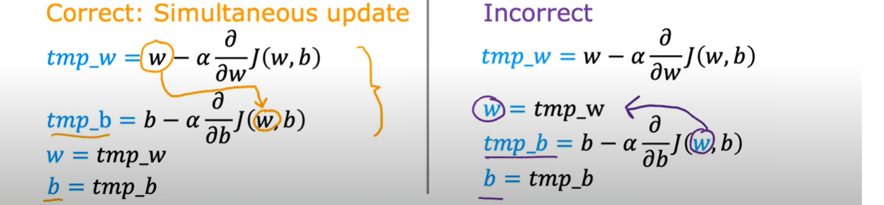 Correct: Simultaneous update
tmp_w = w − α ∂/∂w J(w, b)
tmp_b = b − α ∂/∂b J(w, b)
w = tmp_w
b = tmp_b
Incorrect
tmp_w = w − α ∂/∂w J(w, b)
w = tmp_w
tmp_b = b − α ∂/∂b J(w, b)
b = tmp_b